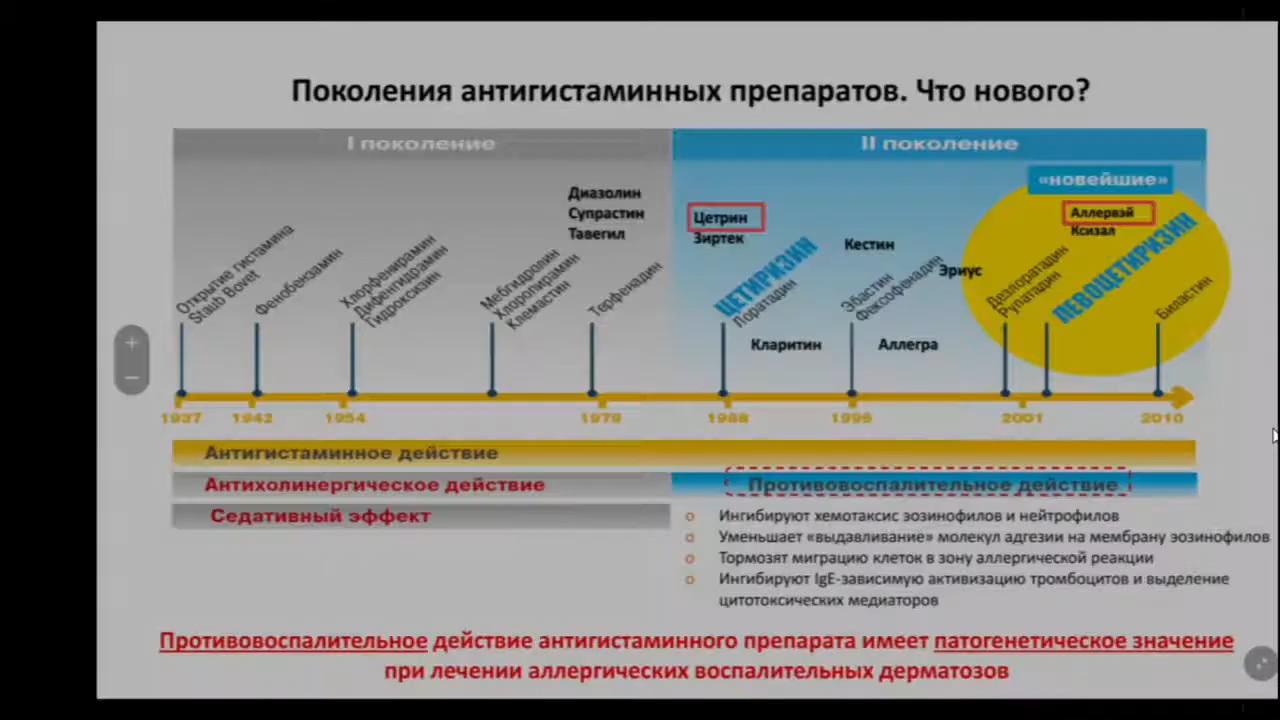 Поколения антигистаминных препаратов. Что нового?
I поколение
II поколение
«новейшие»
Диазолин
Супрастин
Тавегил
Цетрин
Зиртек
Кестин
Эриус
Аллервэй
Ксизал
Открытие гистамина
Staub Bovet
Фенобензамин
Хлорфенирамин
Дифенгидрамин
Гидроксизин
Мебгидролин
Хлоропирамин
Клемастин
Терфенадин
ЦЕТИРИЗИН
Лоратадин
Эбастин
Фексофенадин
Дезлоратадин
Рупатадин
ЛЕВОЦЕТИРИЗИН
Биластин
Кларитин
Аллегра
1937
1942
1954
1979
1988
1996
2001
2010
Антигистаминное действие
Антихолинергическое действие
Противовоспалительное действие
Седативный эффект
Ингибируют хемотаксис эозинофилов и нейтрофилов
Уменьшает «выдавливание» молекул адгезии на мембрану эозинофилов
Тормозят миграцию клеток в зону аллергической реакции
Ингибируют IgE-зависимую активизацию тромбоцитов и выделение
цитотоксических медиаторов
Противовоспалительное действие антигистаминного препарата имеет патогенетическое значение
при лечении аллергических воспалительных дерматозов